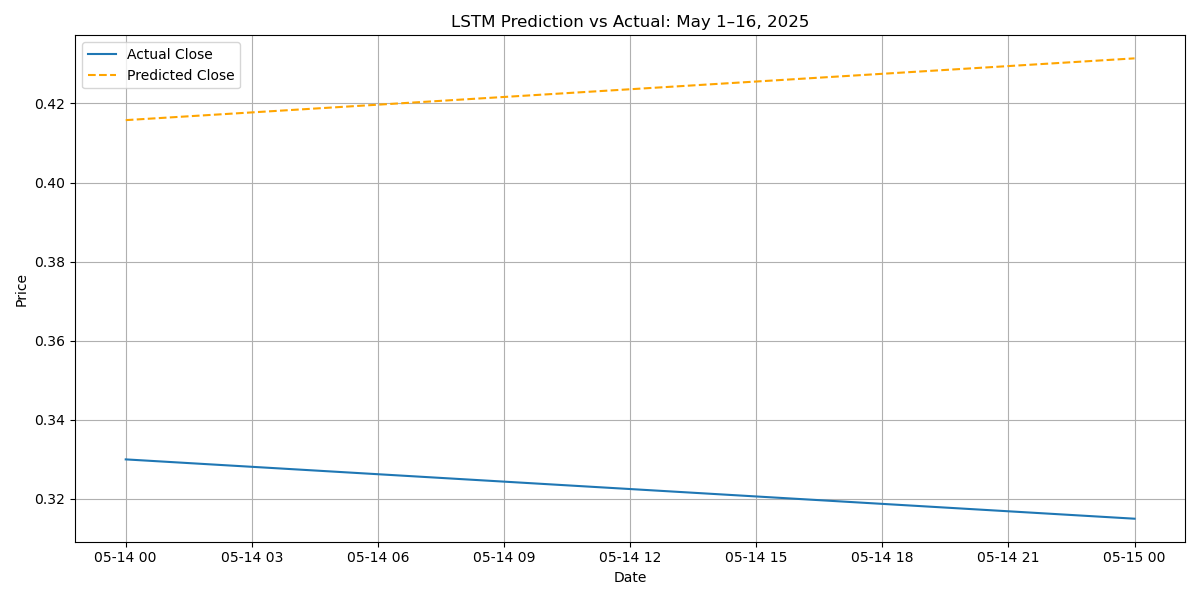 LSTM Prediction vs Actual: May 1–16, 2025
Actual Close
Predicted Close
Price
0.42
0.40
0.38
0.36
0.34
0.32
05-14 00 05-14 03 05-14 06 05-14 09 05-14 12 05-14 15 05-14 18 05-14 21 05-15 00
Date